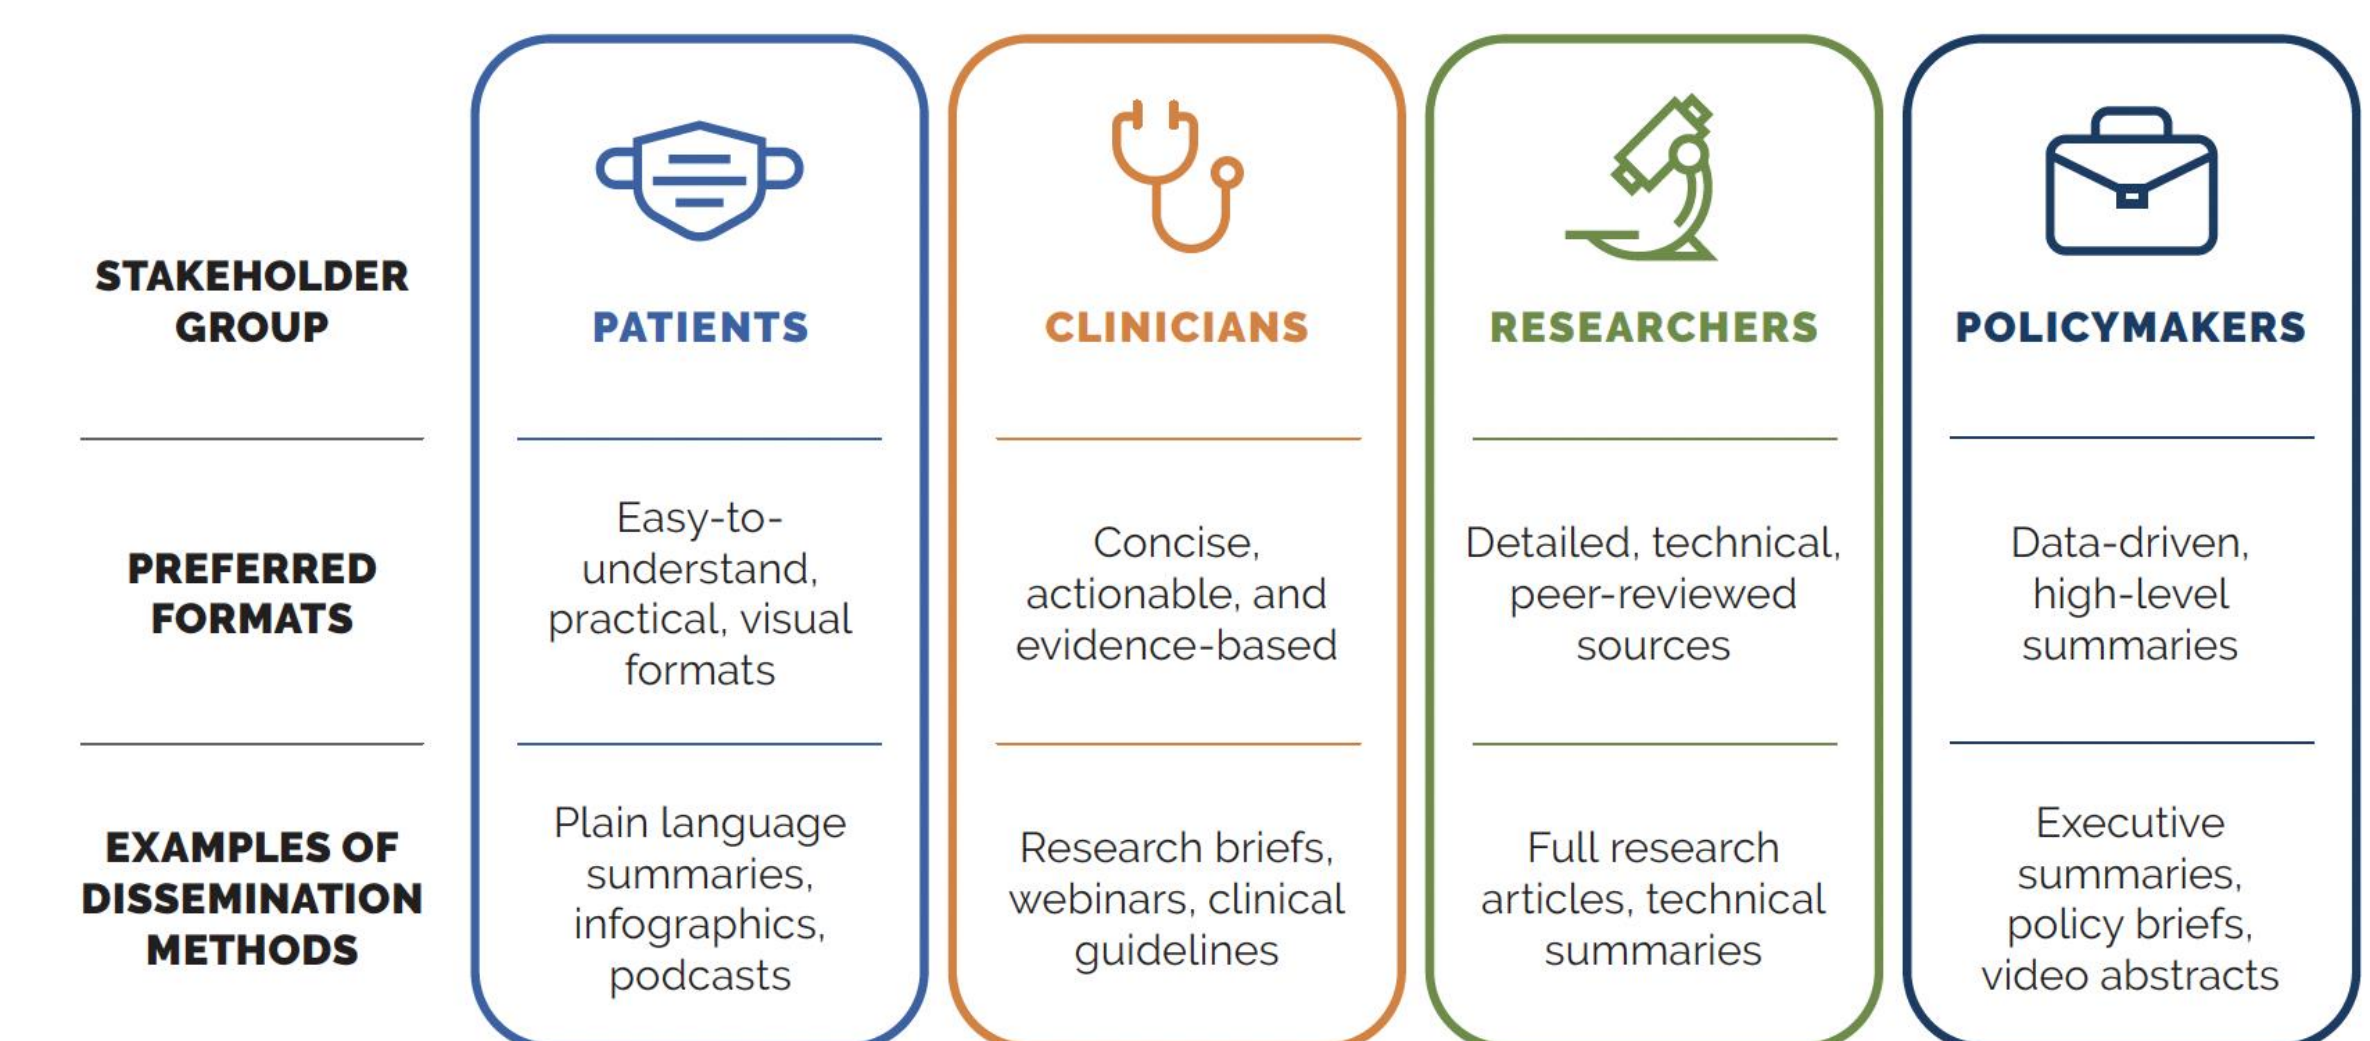 STAKEHOLDER
GROUP
PATIENTS
CLINICIANS
RESEARCHERS
POLICYMAKERS
PREFERRED
FORMATS
Easy-to-
understand,
practical, visual
formats
Concise,
actionable, and
evidence-based
Detailed, technical,
peer-reviewed
sources
Data-driven,
high-level
summaries
EXAMPLES OF
DISSEMINATION
METHODS
Plain language
summaries,
infographics,
podcasts
Research briefs,
webinars, clinical
guidelines
Full research
articles, technical
summaries
Executive
summaries,
policy briefs,
video abstracts